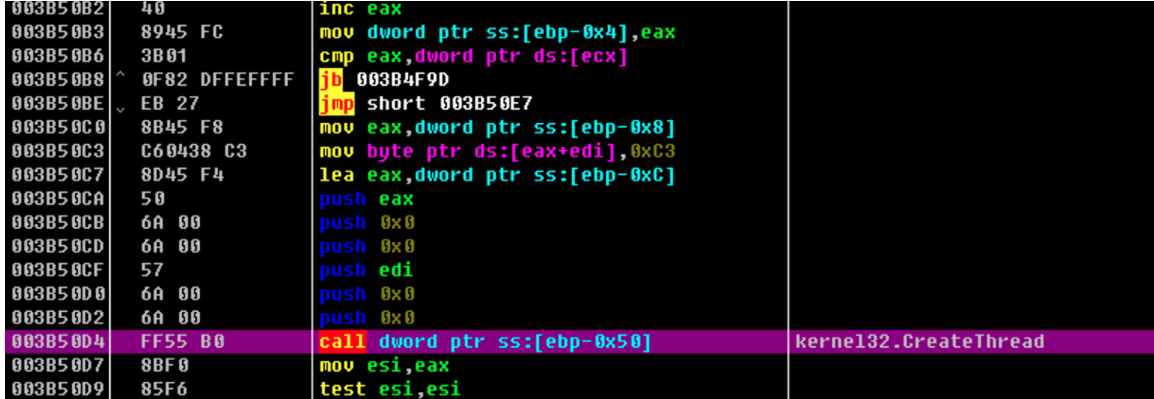 003B50B2 40 inc eax
003B50B3 8945 FC mov dword ptr ss:[ebp-0x4],eax
003B50B6 3B01 cmp eax,dword ptr ds:[ecx]
003B50B8 ^ 0F82 DFFEFFFF jb 003B4F9D
003B50BE ⌄ EB 27 jmp short 003B50E7
003B50C0 8B45 F8 mov eax,dword ptr ss:[ebp-0x8]
003B50C3 C60438 C3 mov byte ptr ds:[eax+edi],0xC3
003B50C7 8D45 F4 lea eax,dword ptr ss:[ebp-0xC]
003B50CA 50 push eax
003B50CB 6A 00 push 0x0
003B50CD 6A 00 push 0x0
003B50CF 57 push edi
003B50D0 6A 00 push 0x0
003B50D2 6A 00 push 0x0
003B50D4 FF55 B0 call dword ptr ss:[ebp-0x50] kernel32.CreateThread
003B50D7 8BF0 mov esi,eax
003B50D9 85F6 test esi,esi